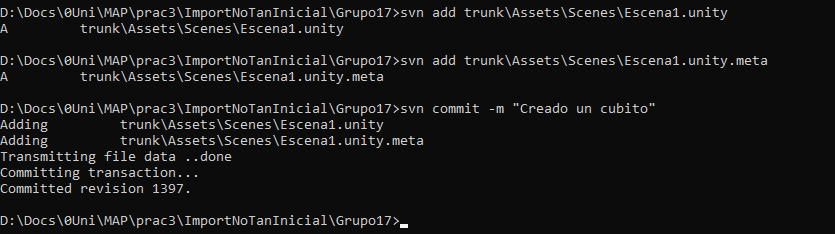 D:\Docs\0Uni\MAP\prac3\ImportNoTanInicial\Grupo17>svn add trunk\Assets\Scenes\Escena1.unity
A         trunk\Assets\Scenes\Escena1.unity
D:\Docs\0Uni\MAP\prac3\ImportNoTanInicial\Grupo17>svn add trunk\Assets\Scenes\Escena1.unity.meta
A         trunk\Assets\Scenes\Escena1.unity.meta
D:\Docs\0Uni\MAP\prac3\ImportNoTanInicial\Grupo17>svn commit -m "Creado un cubito"
Adding         trunk\Assets\Scenes\Escena1.unity
Adding         trunk\Assets\Scenes\Escena1.unity.meta
Transmitting file data ..done
Committing transaction...
Committed revision 1397.
D:\Docs\0Uni\MAP\prac3\ImportNoTanInicial\Grupo17>